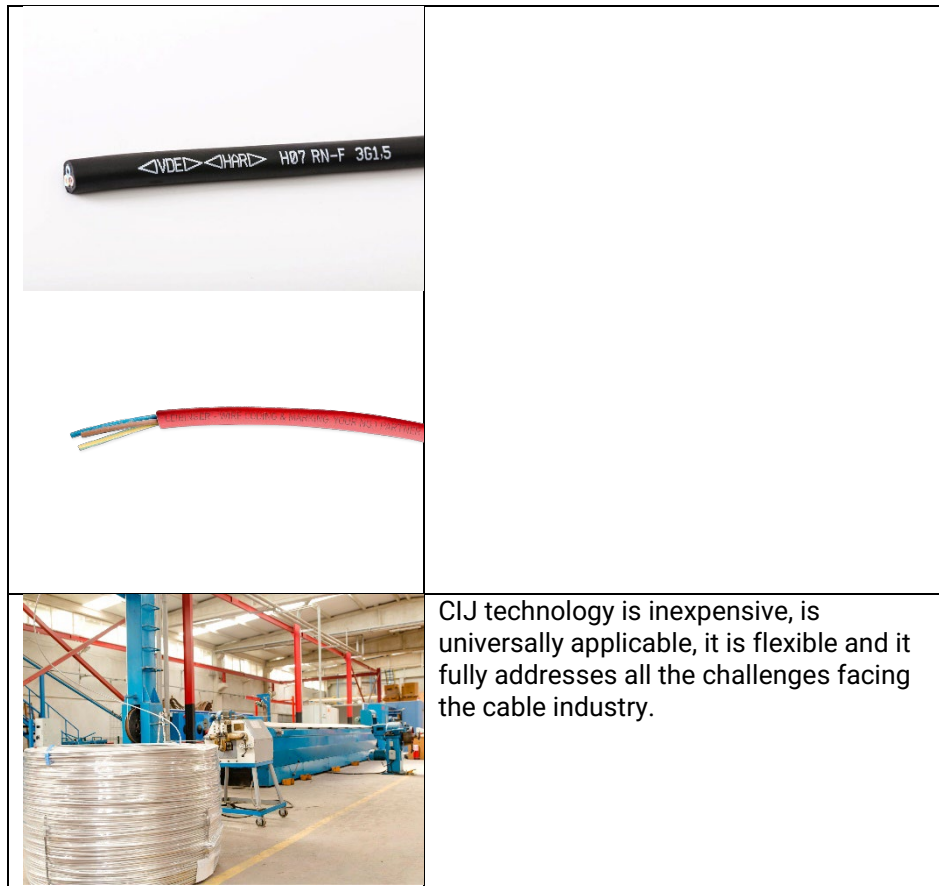 ◁VDE▷ ◁HAR▷ H07 RN-F 3G1,5
CIJ technology is inexpensive, is
universally applicable, it is flexible and it
fully addresses all the challenges facing
the cable industry.